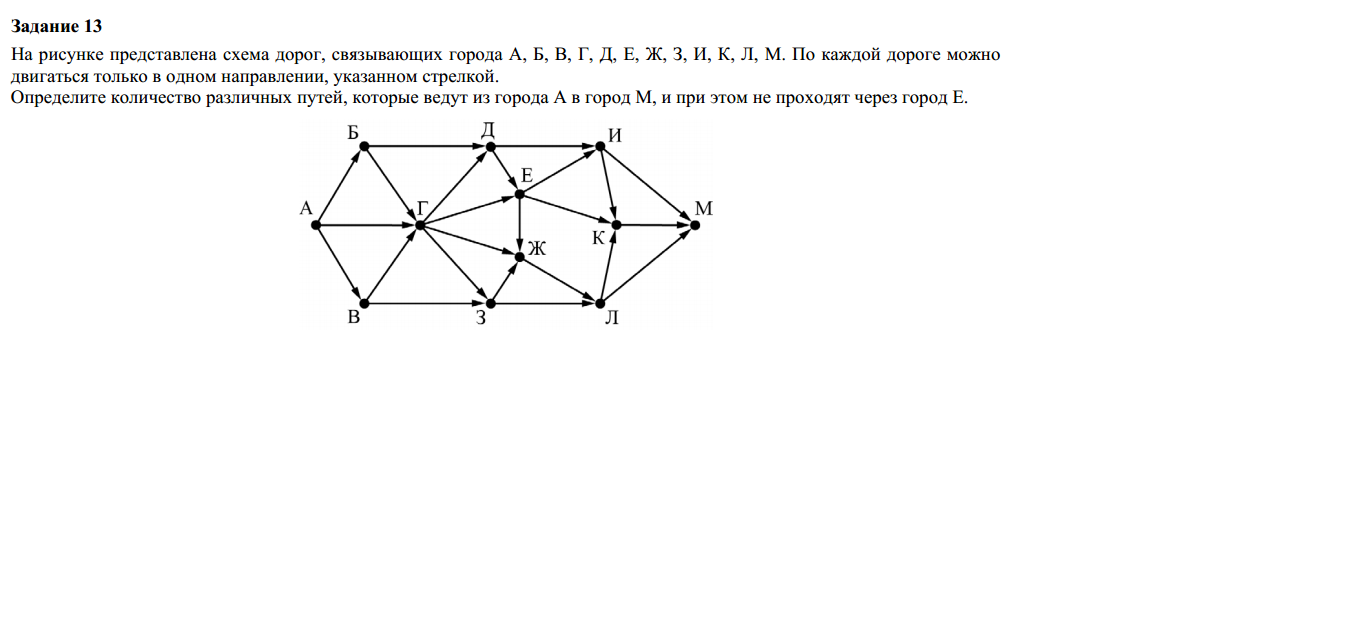 Задание 13
На рисунке представлена схема дорог, связывающих города А, Б, В, Г, Д, Е, Ж, З, И, К, Л, М. По каждой дороге можно
двигаться только в одном направлении, указанном стрелкой.
Определите количество различных путей, которые ведут из города А в город М, и при этом не проходят через город Е.
Б
Д
И
Е
А
Г
М
К
Ж
В
З
Л